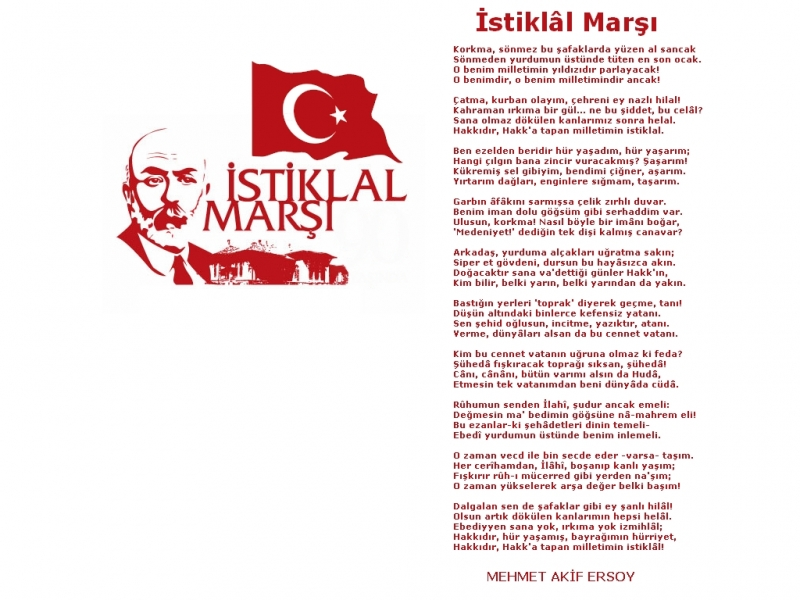 İstiklâl Marşı
Korkma, sönmez bu şafaklarda yüzen al sancak
Sönmeden yurdumun üstünde tüten en son ocak.
O benim milletimin yıldızıdır parlayacak!
O benimdir, o benim milletimindir ancak!
Çatma, kurban olayım, çehreni ey nazlı hilal!
Kahraman ırkıma bir gül... ne bu şiddet, bu celâl?
Sana olmaz dökülen kanlarımız sonra helal.
Hakkıdır, Hakk'a tapan milletimin istiklal.
Ben ezelden beridir hür yaşadım, hür yaşarım;
Hangi çılgın bana zincir vuracakmış? Şaşarım!
Kükremiş sel gibiyim, bendimi çiğner, aşarım.
Yırtarım dağları, enginlere sığmam, taşarım.
Garbın âfâkını sarmışsa çelik zırhlı duvar.
Benim iman dolu göğsüm gibi serhaddim var.
Ulusun, korkma! Nasıl böyle bir imânı boğar,
'Medeniyet!' dediğin tek dişi kalmış canavar?
Arkadaş, yurduma alçakları uğratma sakın;
Siper et gövdeni, dursun bu hayâsızca akın.
Doğacaktır sana va'dettiği günler Hakk'ın,
Kim bilir, belki yarın, belki yarından da yakın.
Bastığın yerleri 'toprak' diyerek geçme, tanı!
Düşün altındaki binlerce kefensiz yatanı.
Sen şehid oğlusun, incitme, yazıktır, atanı.
Verme, dünyâları alsan da bu cennet vatanı.
Kim bu cennet vatanın uğruna olmaz ki feda?
Şühedâ fışkıracak toprağı sıksan, şühedâ!
Cânı, cânânı, bütün varımı alsın da Hudâ,
Etmesin tek vatanımdan beni dünyâda cüdâ.
Rûhumun senden İlahî, şudur ancak emeli:
Değmesin ma' bedimin göğsüne nâ-mahrem eli!
Bu ezanlar-ki şehâdetleri dinin temeli-
Ebedî yurdumun üstünde benim inlemeli.
O zaman vecd ile bin secde eder -varsa- taşım.
Her cerîhamdan, İlâhî, boşanıp kanlı yaşım;
Fışkırır rûh-ı mücerred gibi yerden na'şım;
O zaman yükselerek arşa değer belki başım!
Dalgalan sen de şafaklar gibi ey şanlı hilâl!
Olsun artık dökülen kanlarımın hepsi helâl.
Ebediyyen sana yok, ırkıma yok izmihlâl;
Hakkıdır, hür yaşamış, bayrağımın hürriyet,
Hakkıdır, Hakk'a tapan milletimin istiklâl!
MEHMET AKİF ERSOY
İSTİKLAL
MARŞI